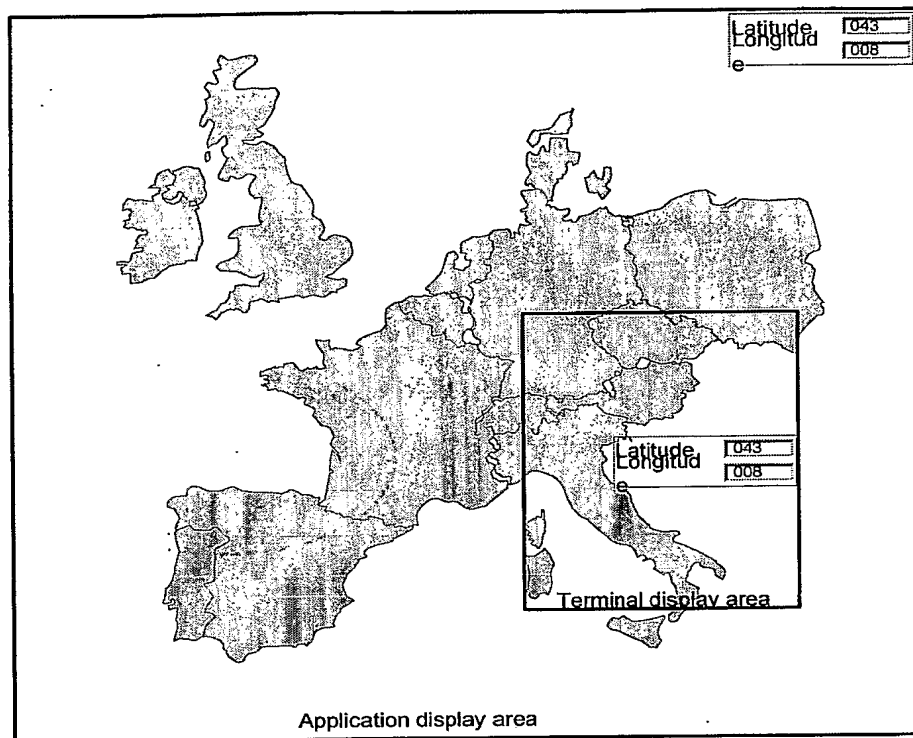 Latitude 043
Longitud 008
e
Latitude 043
Longitud 008
e
Terminal display area
Application display area